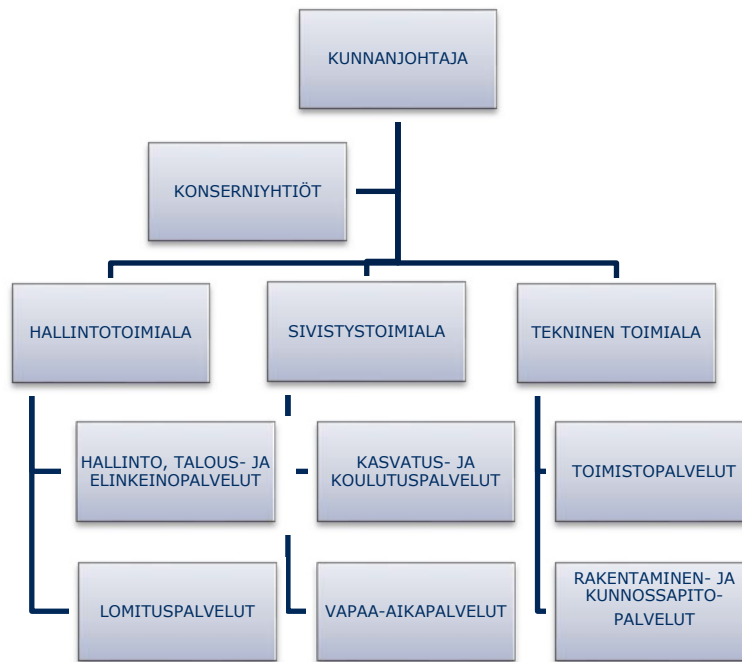 KUNNANJOHTAJA
KONSERNIYHTIÖT
HALLINTOTOIMIALA
SIVISTYSTOIMIALA
TEKNINEN TOIMIALA
HALLINTO, TALOUS- JA
ELINKEINOPALVELUT
KASVATUS- JA
KOULUTUSPALVELUT
TOIMISTOPALVELUT
LOMITUSPALVELUT
VAPAA-AIKAPALVELUT
RAKENTAMINEN- JA
KUNNOSSAPITO-
PALVELUT